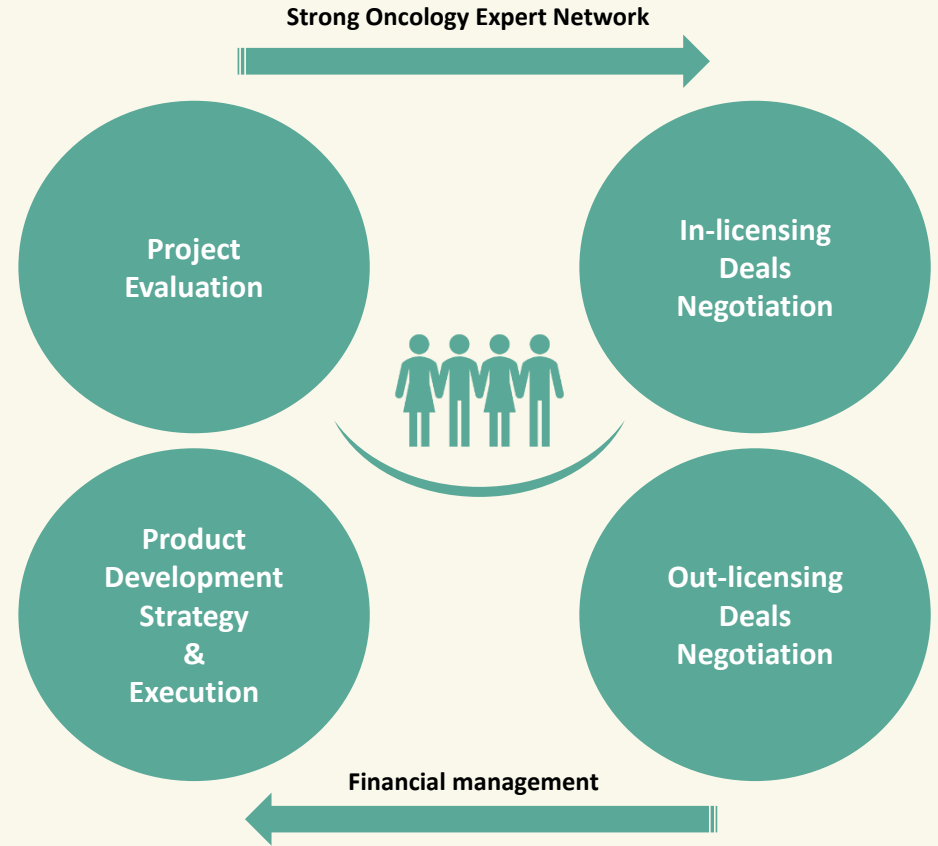 Strong Oncology Expert Network
Project
Evaluation
In-licensing
Deals
Negotiation
Product
Development
Strategy
&
Execution
Out-licensing
Deals
Negotiation
Financial management